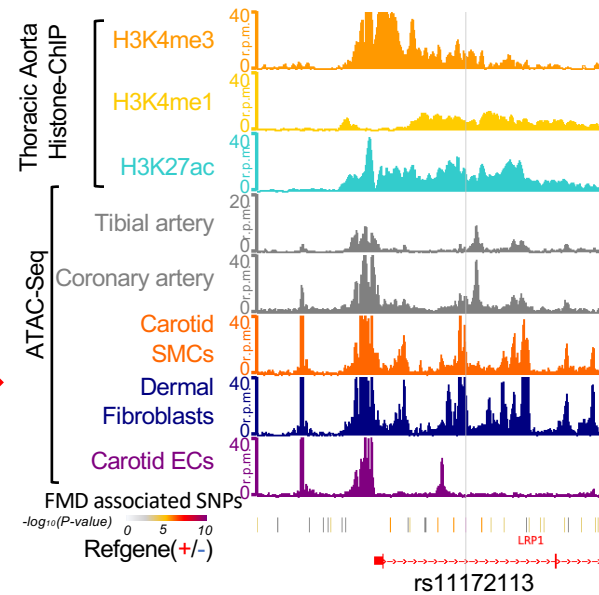 Thoracic Aorta
Histone-ChIP
H3K4me3
40
0
r.p.m.
H3K4me1
40
0
r.p.m.
H3K27ac
40
0
r.p.m.
ATAC-Seq
Tibial artery
20
0
r.p.m.
Coronary artery
40
0
r.p.m.
Carotid
SMCs
40
0
r.p.m.
Dermal
Fibroblasts
40
0
r.p.m.
Carotid ECs
40
0
r.p.m.
FMD associated SNPs
-log₁₀(P-value) 0 5 10
Refgene(+/-)
LRP1
rs11172113